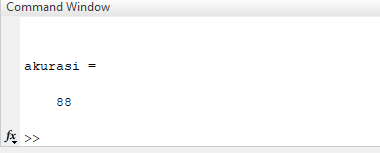 Command Window
akurasi =
88
fx >>